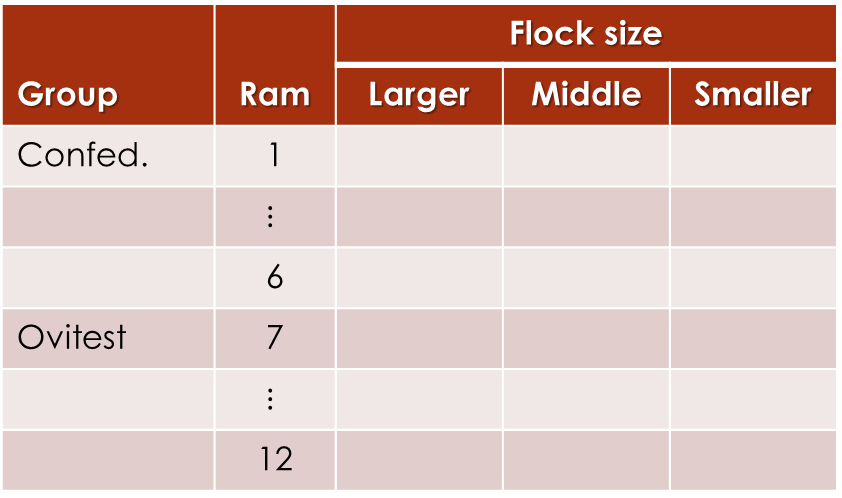 Flock size
Group Ram Larger Middle Smaller
Confed. 1
⋮
6
Ovitest 7
⋮
12